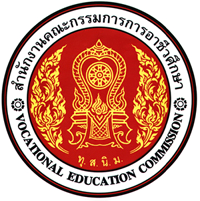 สำนักงานคณะกรรมการการอาชีวศึกษา
ทุ.ส.นิ.ม.
VOCATIONAL EDUCATION COMMISSION